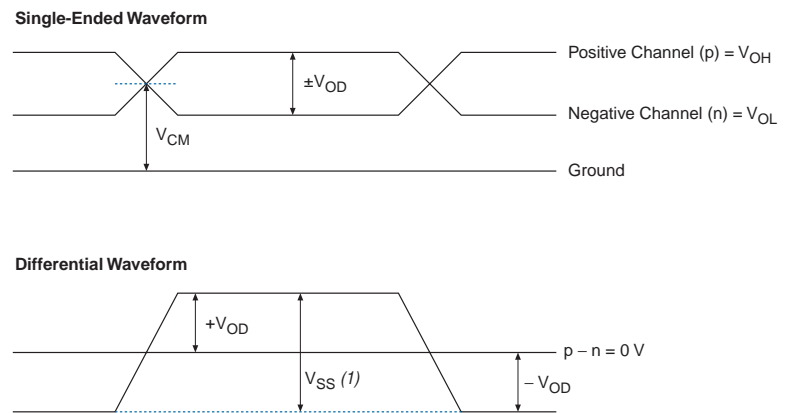 Single-Ended Waveform
Positive Channel (p) = VOH
±VOD
Negative Channel (n) = VOL
VCM
Ground
Differential Waveform
+VOD
p − n = 0 V
VSS (1)
− VOD